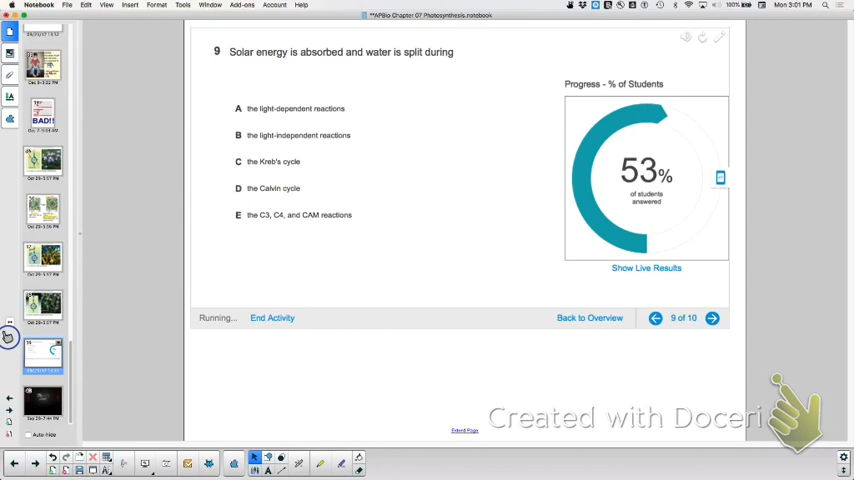 Notebook File Edit View Insert Format Tools Window Add-ons Account Help
100% Mon 3:01 PM
**APBio Chapter 07 Photosynthesis.notebook
9 Solar energy is absorbed and water is split during
A the light-dependent reactions
B the light-independent reactions
C the Kreb's cycle
D the Calvin cycle
E the C3, C4, and CAM reactions
Progress - % of Students
53%
of students
answered
Show Live Results
Running... End Activity Back to Overview 9 of 10
BAD!!
Created with Doceri
Extend Page
Auto-hide